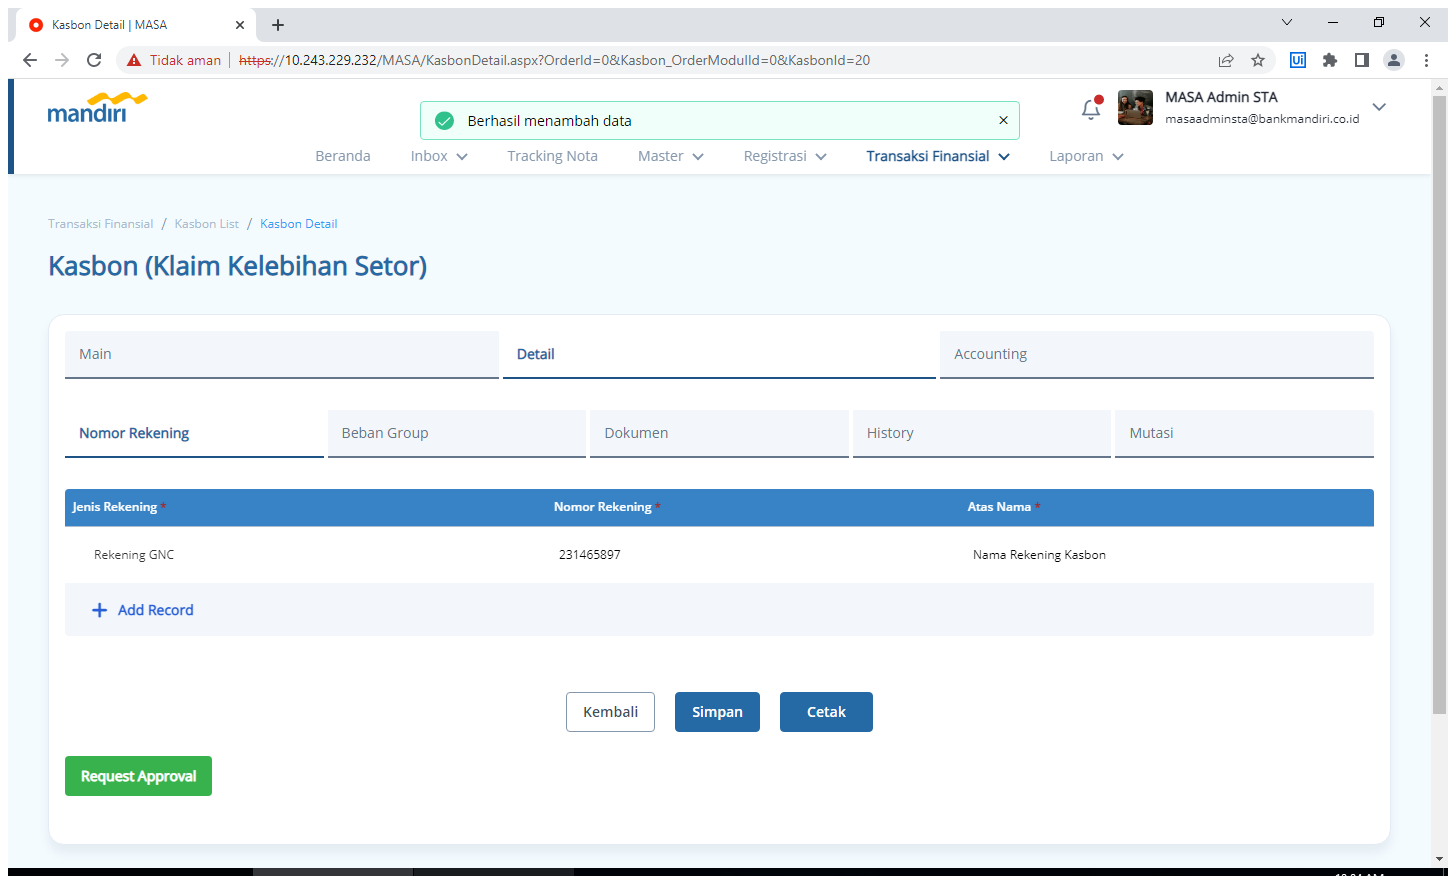 Kasbon Detail | MASA
Tidak aman https://10.243.229.232/MASA/KasbonDetail.aspx?OrderId=0&Kasbon_OrderModulId=0&KasbonId=20
mandiri
Berhasil menambah data
MASA Admin STA
masaadminsta@bankmandiri.co.id
Beranda Inbox Tracking Nota Master Registrasi Transaksi Finansial Laporan
Transaksi Finansial / Kasbon List / Kasbon Detail
Kasbon (Klaim Kelebihan Setor)
Main Detail Accounting
Nomor Rekening Beban Group Dokumen History Mutasi
Jenis Rekening * Nomor Rekening * Atas Nama *
Rekening GNC 231465897 Nama Rekening Kasbon
+ Add Record
Kembali Simpan Cetak
Request Approval